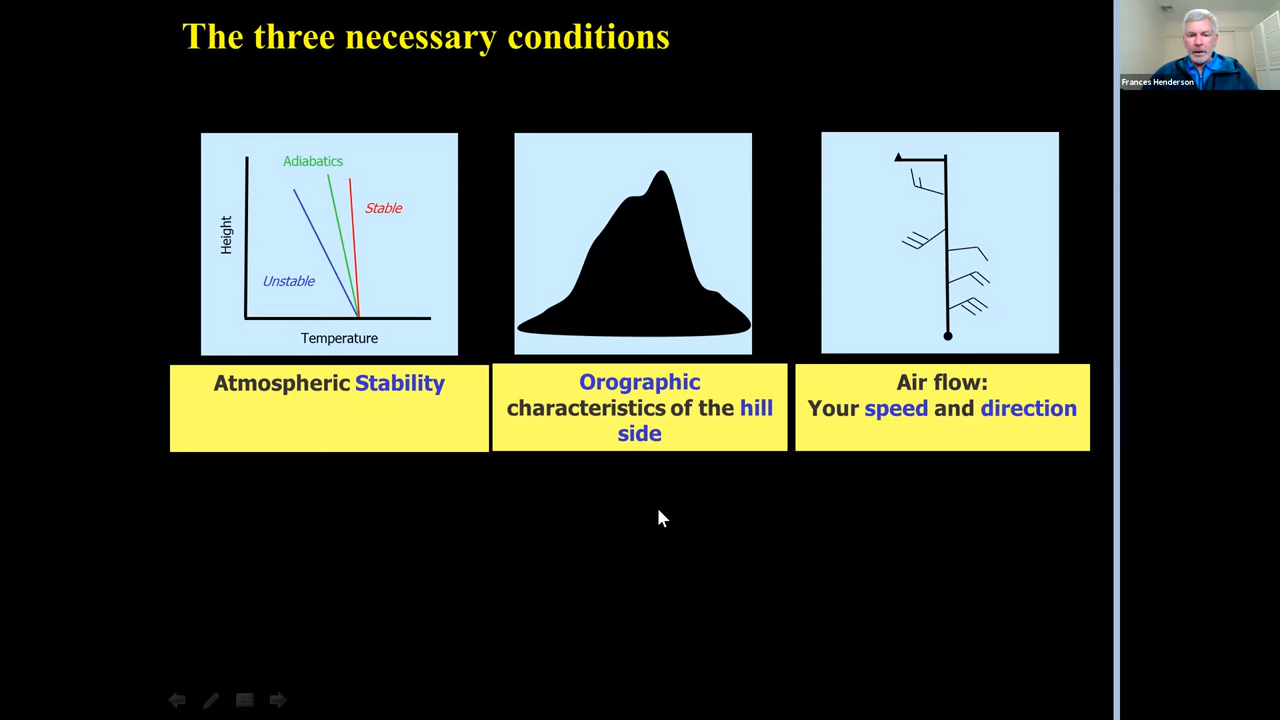 The three necessary conditions
Frances Henderson
Adiabatics
Stable
Height
Unstable
Temperature
Atmospheric Stability
Orographic
characteristics of the hill
side
Air flow:
Your speed and direction